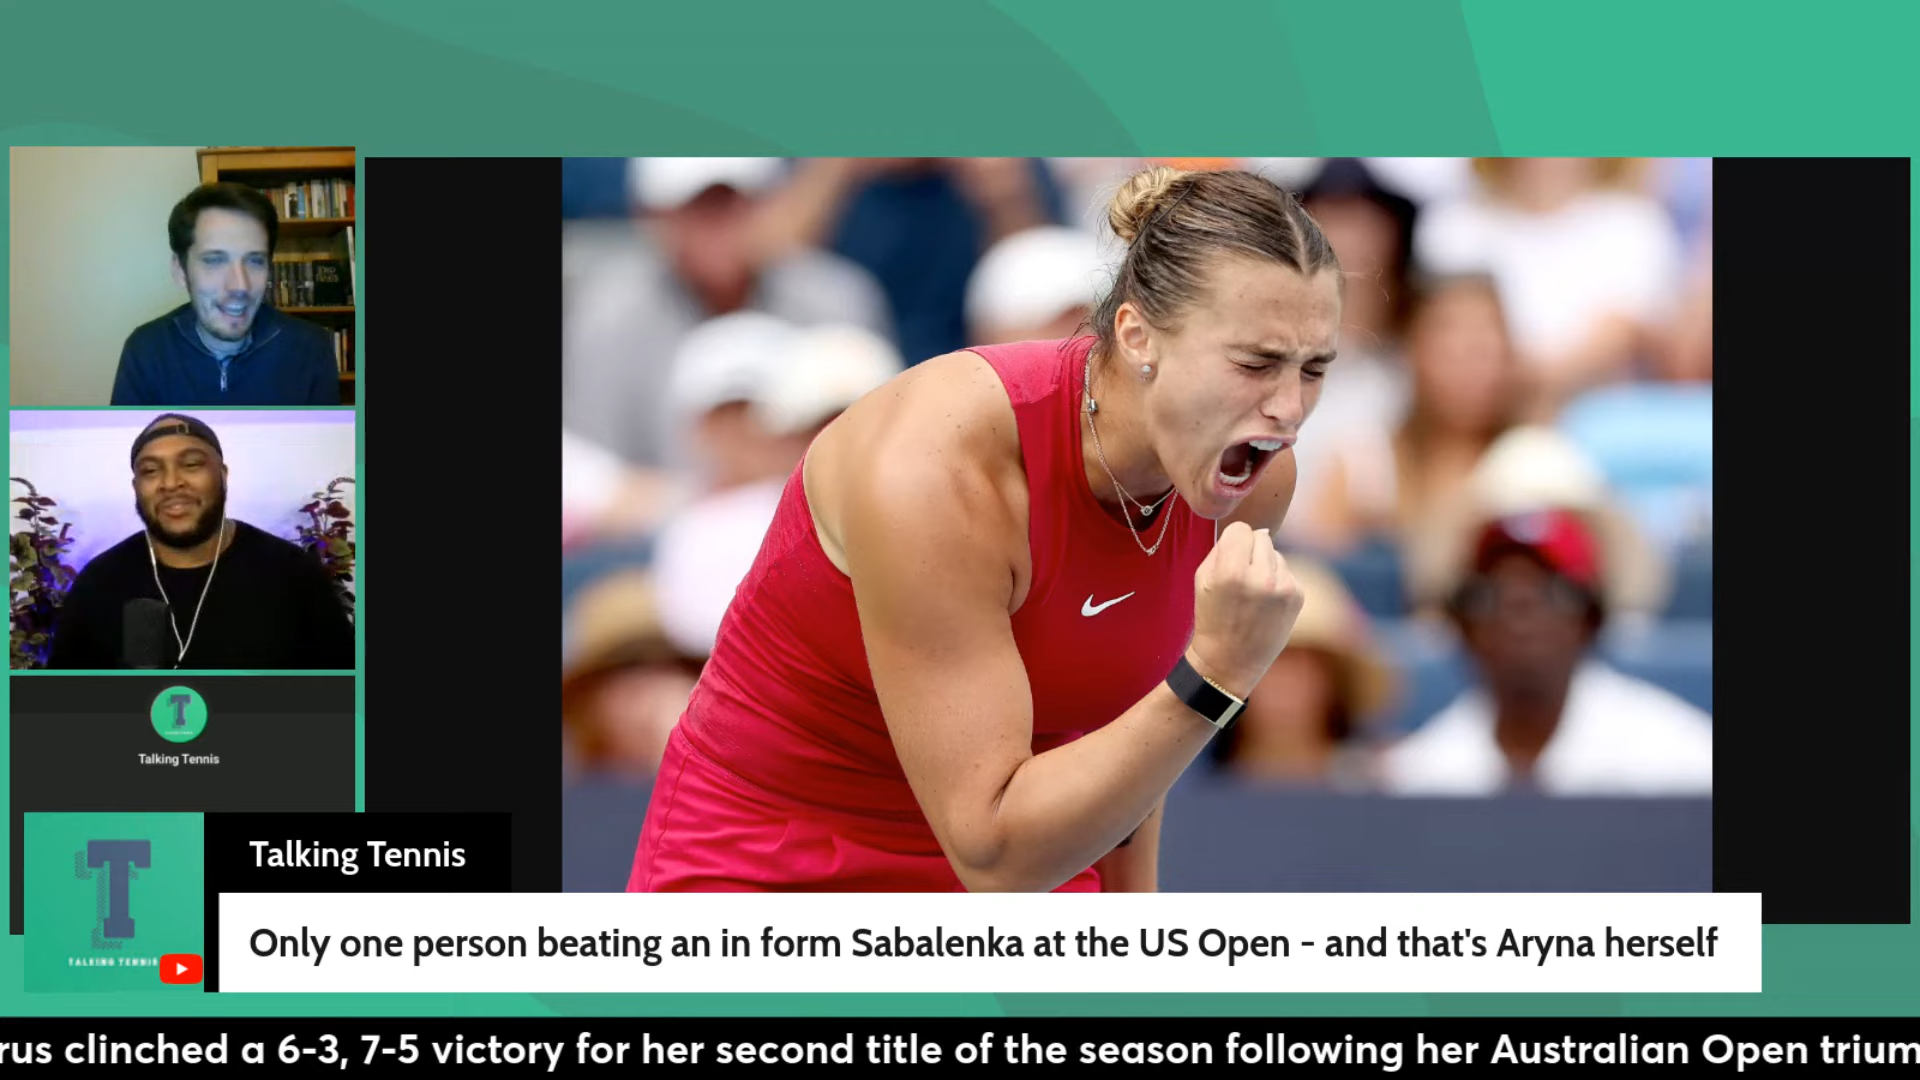 T
Talking Tennis
T
TALKING TENNIS
Talking Tennis
Only one person beating an in form Sabalenka at the US Open - and that's Aryna herself
rus clinched a 6-3, 7-5 victory for her second title of the season following her Australian Open trium